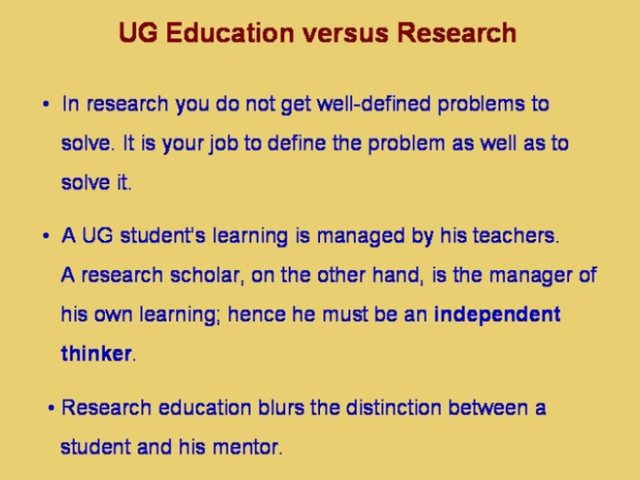 UG Education versus Research
• In research you do not get well-defined problems to
solve. It is your job to define the problem as well as to
solve it.
• A UG student's learning is managed by his teachers.
A research scholar, on the other hand, is the manager of
his own learning; hence he must be an independent
thinker.
• Research education blurs the distinction between a
student and his mentor.